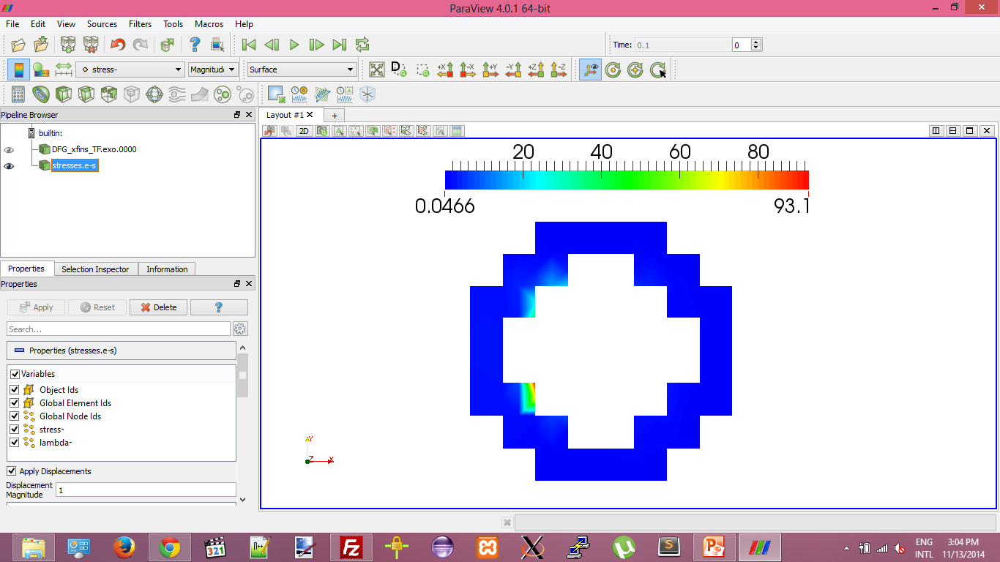 ParaView 4.0.1 64-bit
File Edit View Sources Filters Tools Macros Help
Time: 0.1 0
stress- Magnitude Surface
D +X -X +Y -Y +Z -Z
Pipeline Browser
Layout #1 +
builtin:
2D
DFG_xfins_TF.exo.0000
stresses.e-s
20 40 60 80
0.0466 93.1
Properties Selection Inspector Information
Properties
Apply Reset Delete ?
Search...
Properties (stresses.e-s)
Variables
Object Ids
Global Element Ids
Global Node Ids
stress-
lambda-
Y
Z X
Apply Displacements
Displacement
Magnitude
1
321 N++ Fz X S P
ENG 3:04 PM
INTL 11/13/2014